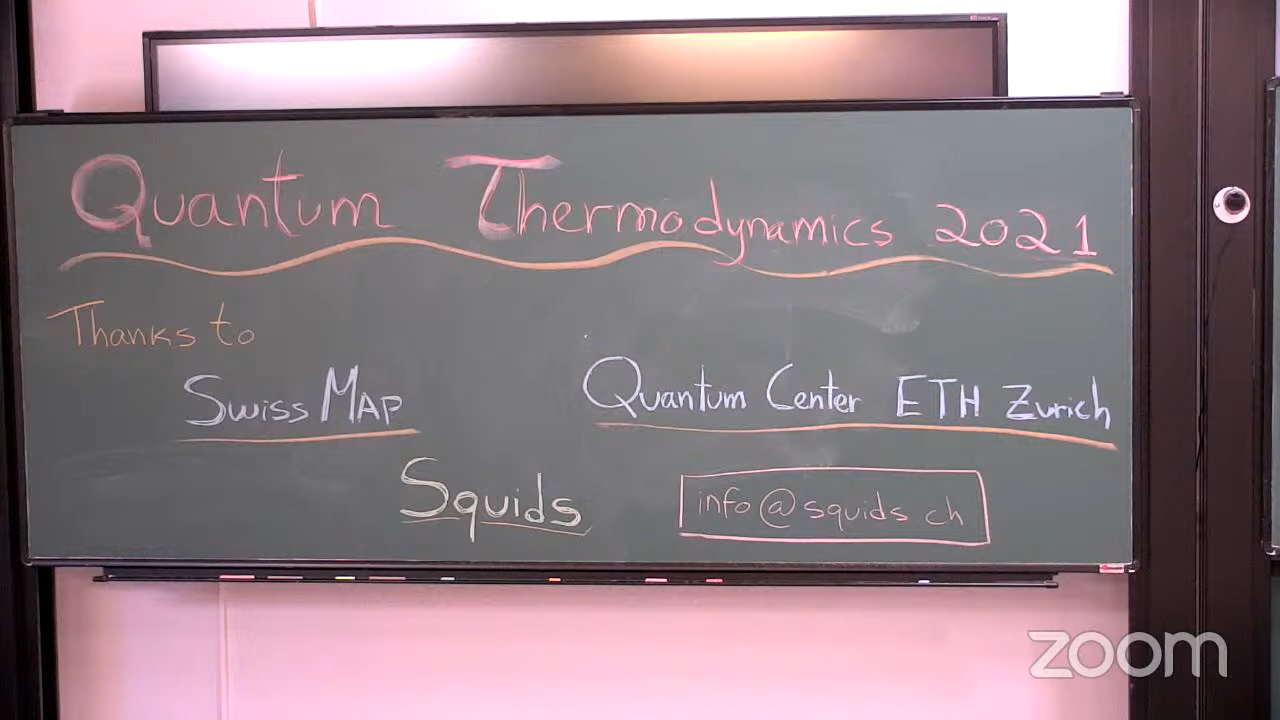 Quantum Thermodynamics 2021
Thanks to
Swiss MAP
Quantum Center ETH Zurich
Squids
info@squids ch
zoom